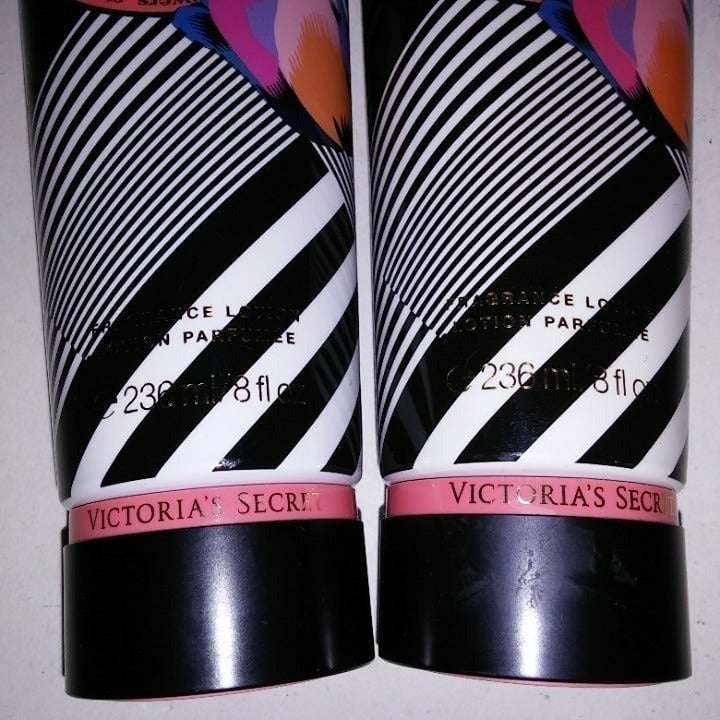 FRAGRANCE LOTION
LOTION PARFUMÉE
℮ 236 ml/8 fl oz
VICTORIA'S SECRET
FRAGRANCE LOTION
LOTION PARFUMÉE
℮ 236 ml/8 fl oz
VICTORIA'S SECRET